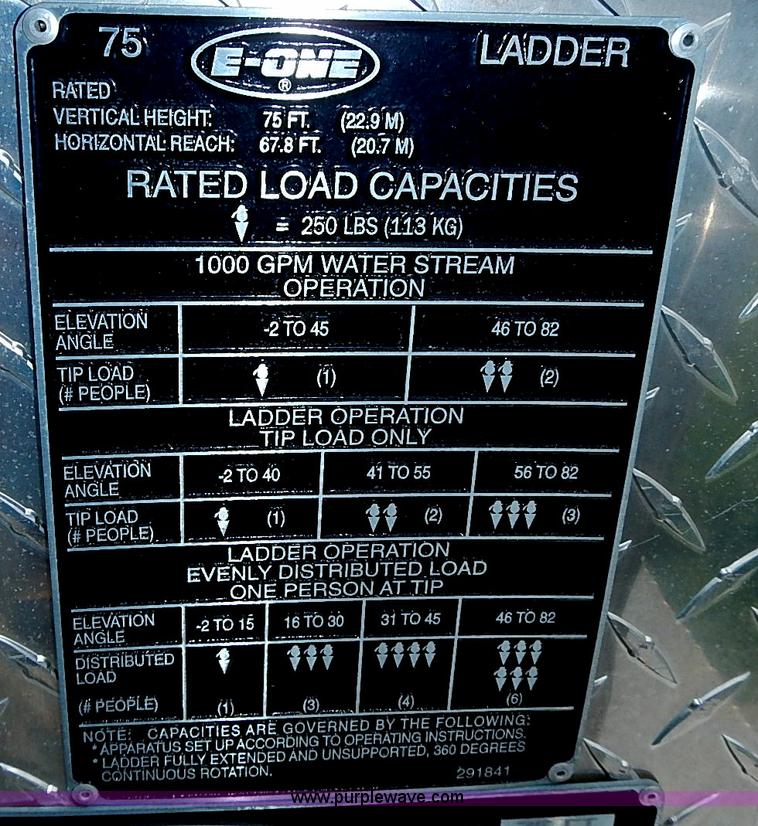 75 E-ONE ® LADDER
RATED
VERTICAL HEIGHT: 75 FT. (22.9 M)
HORIZONTAL REACH: 67.8 FT. (20.7 M)
RATED LOAD CAPACITIES
= 250 LBS (113 KG)
1000 GPM WATER STREAM
OPERATION
ELEVATION ANGLE -2 TO 45 46 TO 82
TIP LOAD (# PEOPLE) (1) (2)
LADDER OPERATION
TIP LOAD ONLY
ELEVATION ANGLE -2 TO 40 41 TO 55 56 TO 82
TIP LOAD (# PEOPLE) (1) (2) (3)
LADDER OPERATION
EVENLY DISTRIBUTED LOAD
ONE PERSON AT TIP
ELEVATION ANGLE -2 TO 15 16 TO 30 31 TO 45 46 TO 82
DISTRIBUTED LOAD
(# PEOPLE) (1) (3) (4) (6)
NOTE: CAPACITIES ARE GOVERNED BY THE FOLLOWING:
* APPARATUS SET UP ACCORDING TO OPERATING INSTRUCTIONS.
* LADDER FULLY EXTENDED AND UNSUPPORTED, 360 DEGREES
CONTINUOUS ROTATION. 291841
www.purplewave.com